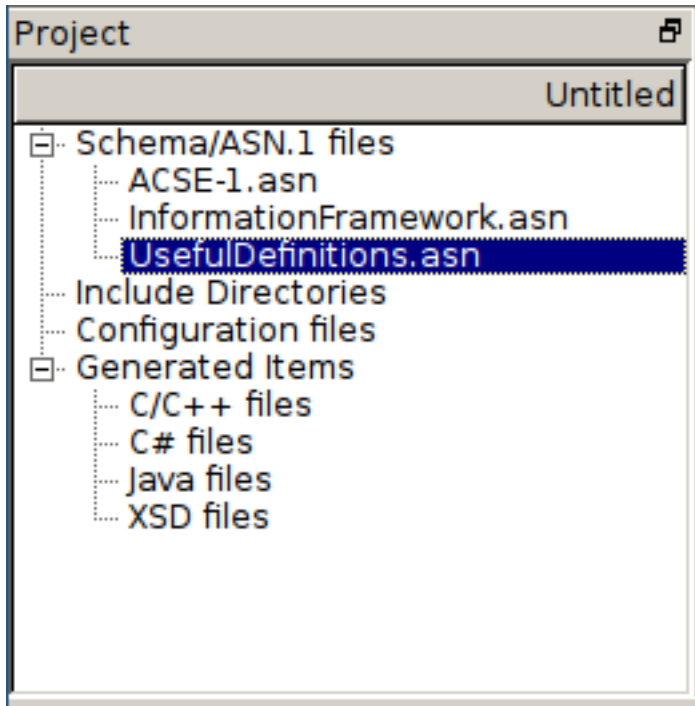 Project
Untitled
Schema/ASN.1 files
ACSE-1.asn
InformationFramework.asn
UsefulDefinitions.asn
Include Directories
Configuration files
Generated Items
C/C++ files
C# files
Java files
XSD files